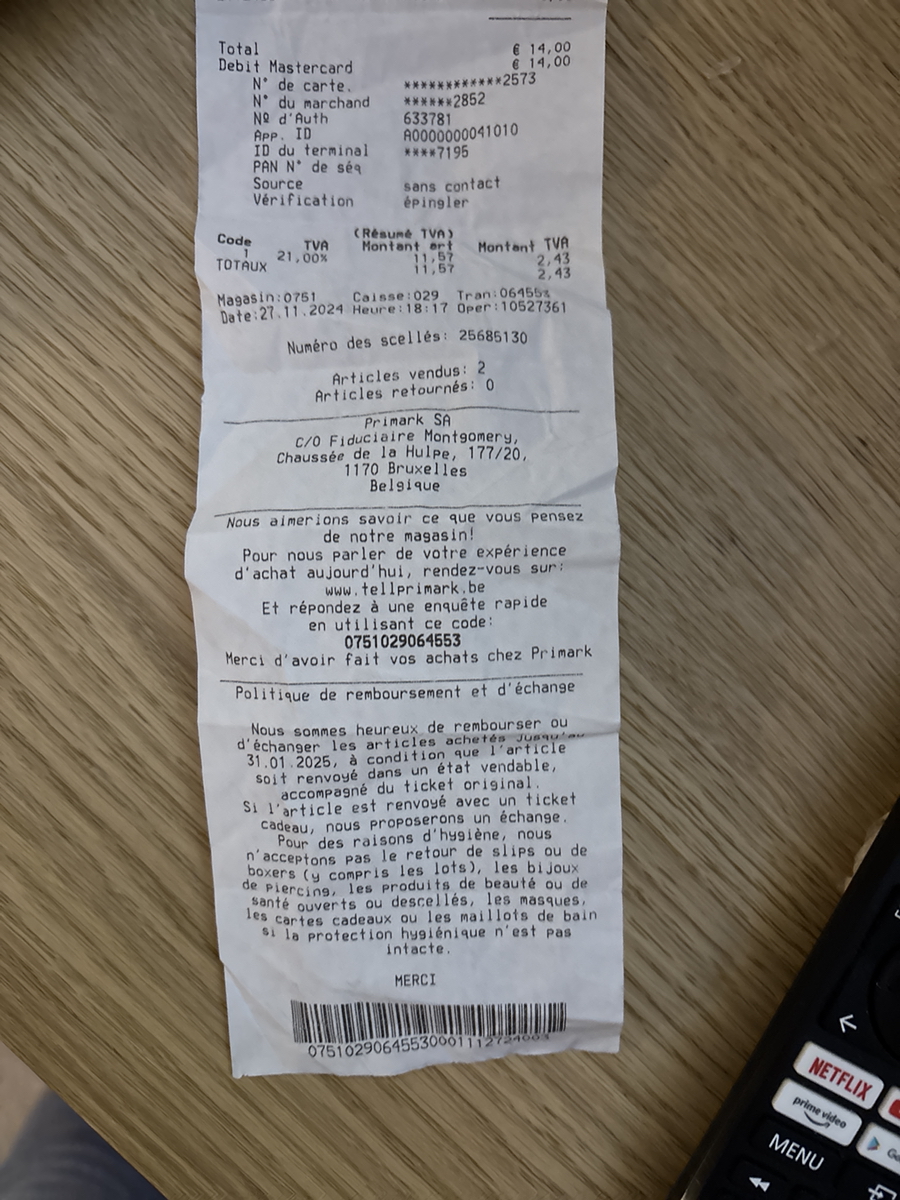 Total € 14,00
Debit Mastercard € 14,00
N° de carte. ************2573
N° du marchand ******2852
Nº d'Auth 633781
App. ID A0000000041010
ID du terminal ****7195
PAN N° de séq
Source sans contact
Vérification épingler
(Résumé TVA)
Code TVA Montant art Montant TVA
1 21,00% 11,57 2,43
TOTAUX 11,57 2,43
Magasin:0751 Caisse:029 Tran:064553
Date:27.11.2024 Heure:18:17 Oper:10527361
Numéro des scellés: 25685130
Articles vendus: 2
Articles retournés: 0
Primark SA
C/O Fiduciaire Montgomery,
Chaussée de la Hulpe, 177/20,
1170 Bruxelles
Belgique
Nous aimerions savoir ce que vous pensez
de notre magasin!
Pour nous parler de votre expérience
d'achat aujourd'hui, rendez-vous sur:
www.tellprimark.be
Et répondez à une enquête rapide
en utilisant ce code:
0751029064553
Merci d'avoir fait vos achats chez Primark
Politique de remboursement et d'échange
Nous sommes heureux de rembourser ou
d'échanger les articles achetés jusqu'au
31.01.2025, à condition que l'article
soit renvoyé dans un état vendable,
accompagné du ticket original.
Si l'article est renvoyé avec un ticket
cadeau, nous proposerons un échange.
Pour des raisons d'hygiène, nous
n'acceptons pas le retour de slips ou de
boxers (y compris les lots), les bijoux
de piercing, les produits de beauté ou de
santé ouverts ou descellés, les masques,
les cartes cadeaux ou les maillots de bain
si la protection hygiénique n'est pas
intacte.
MERCI
NETFLIX
prime video
MENU